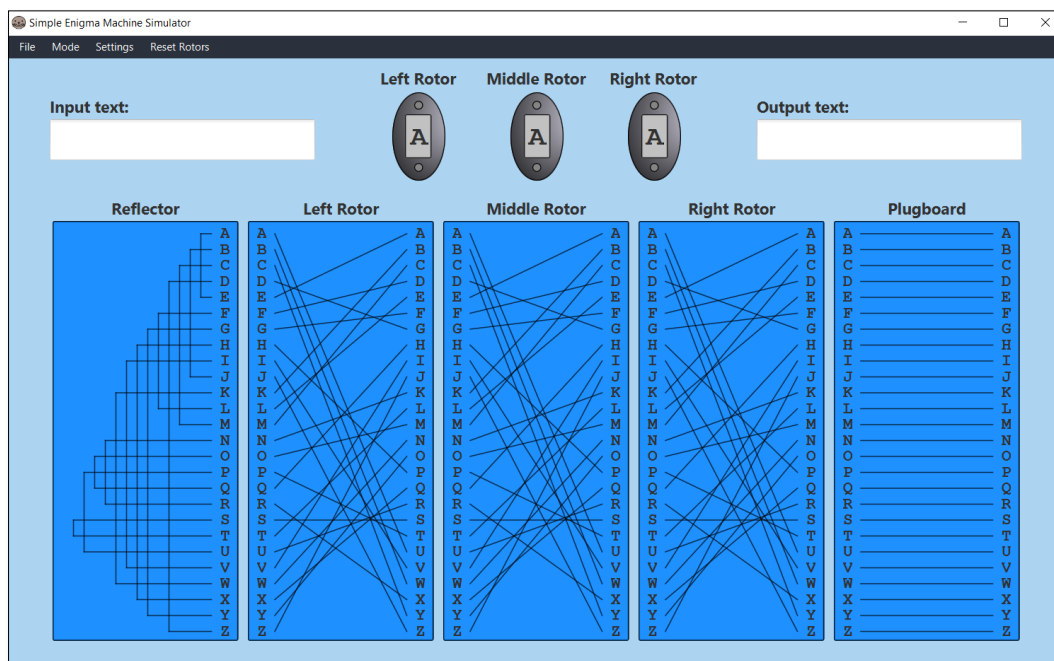 Simple Enigma Machine Simulator
File Mode Settings Reset Rotors
Left Rotor Middle Rotor Right Rotor
Input text: Output text:
A A A
Reflector Left Rotor Middle Rotor Right Rotor Plugboard
A A A A A A A A A
B B B B B B B B B
C C C C C C C C C
D D D D D D D D D
E E E E E E E E E
F F F F F F F F F
G G G G G G G G G
H H H H H H H H H
I I I I I I I I I
J J J J J J J J J
K K K K K K K K K
L L L L L L L L L
M M M M M M M M M
N N N N N N N N N
O O O O O O O O O
P P P P P P P P P
Q Q Q Q Q Q Q Q Q
R R R R R R R R R
S S S S S S S S S
T T T T T T T T T
U U U U U U U U U
V V V V V V V V V
W W W W W W W W W
X X X X X X X X X
Y Y Y Y Y Y Y Y Y
Z Z Z Z Z Z Z Z Z